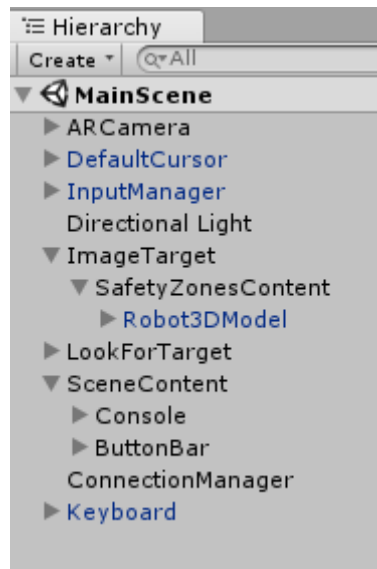 Hierarchy
Create All
MainScene
ARCamera
DefaultCursor
InputManager
Directional Light
ImageTarget
SafetyZonesContent
Robot3DModel
LookForTarget
SceneContent
Console
ButtonBar
ConnectionManager
Keyboard